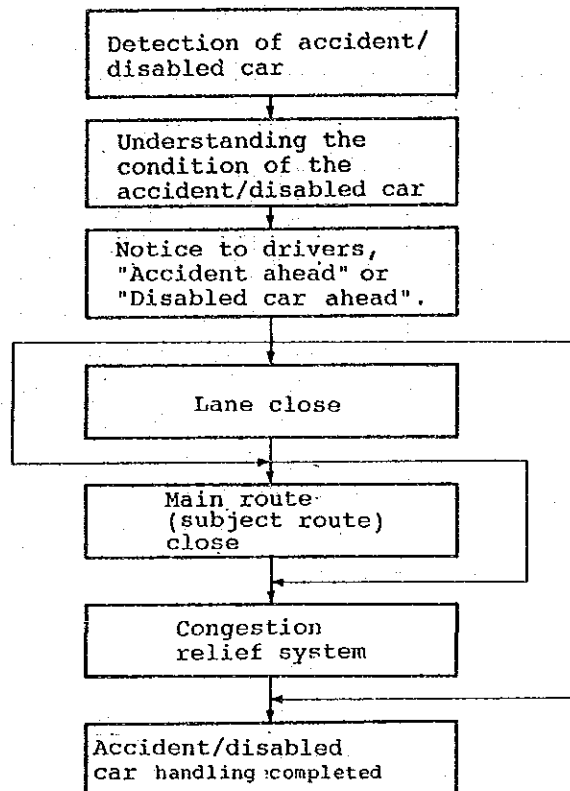 Detection of accident/
disabled car
Understanding the
condition of the
accident/disabled car
Notice to drivers,
"Accident ahead" or
"Disabled car ahead".
Lane close
Main route
(subject route)
close
Congestion
relief system
Accident/disabled
car handling completed